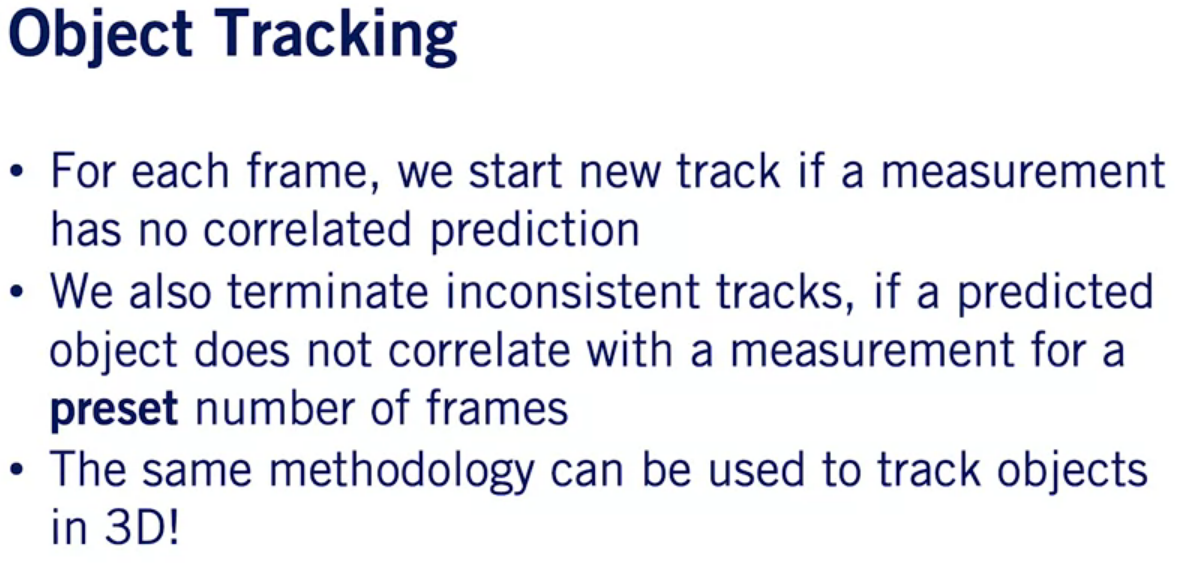 Object Tracking
• For each frame, we start new track if a measurement
has no correlated prediction
• We also terminate inconsistent tracks, if a predicted
object does not correlate with a measurement for a
preset number of frames
• The same methodology can be used to track objects
in 3D!